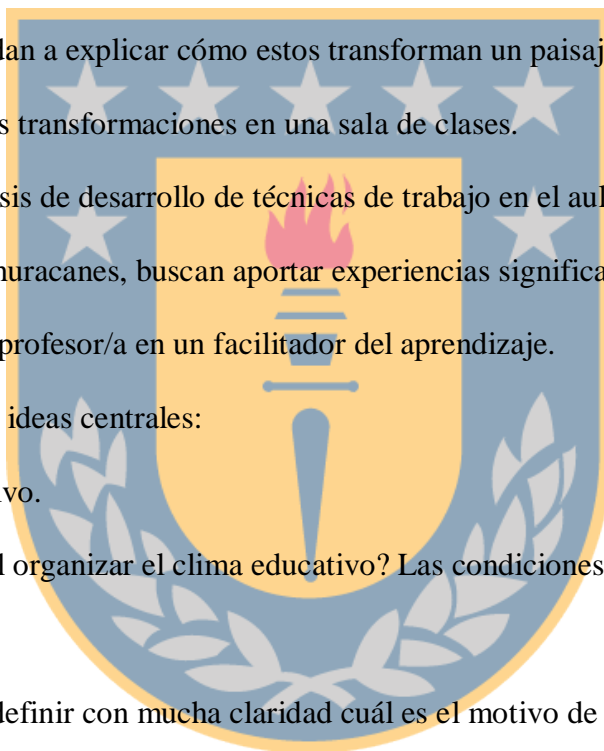 dan a explicar cómo estos transforman un paisaj
s transformaciones en una sala de clases.
sis de desarrollo de técnicas de trabajo en el aul
huracanes, buscan aportar experiencias significa
profesor/a en un facilitador del aprendizaje.
ideas centrales:
vo.
l organizar el clima educativo? Las condiciones
definir con mucha claridad cuál es el motivo de